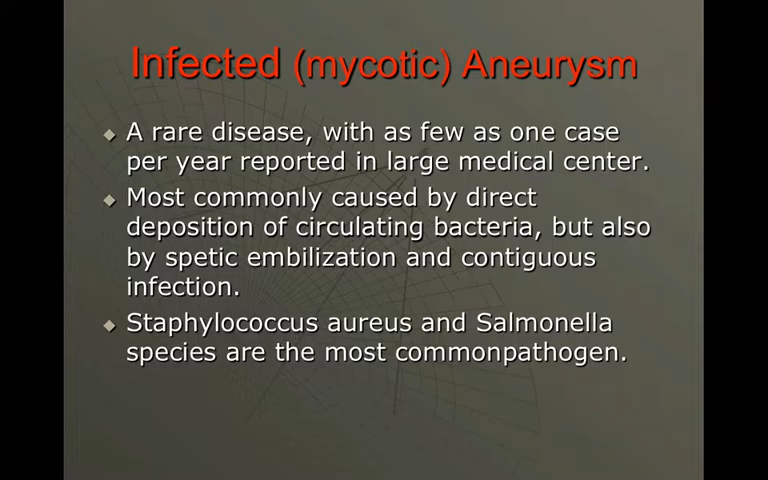 Infected (mycotic) Aneurysm
A rare disease, with as few as one case
per year reported in large medical center.
Most commonly caused by direct
deposition of circulating bacteria, but also
by spetic embilization and contiguous
infection.
Staphylococcus aureus and Salmonella
species are the most commonpathogen.